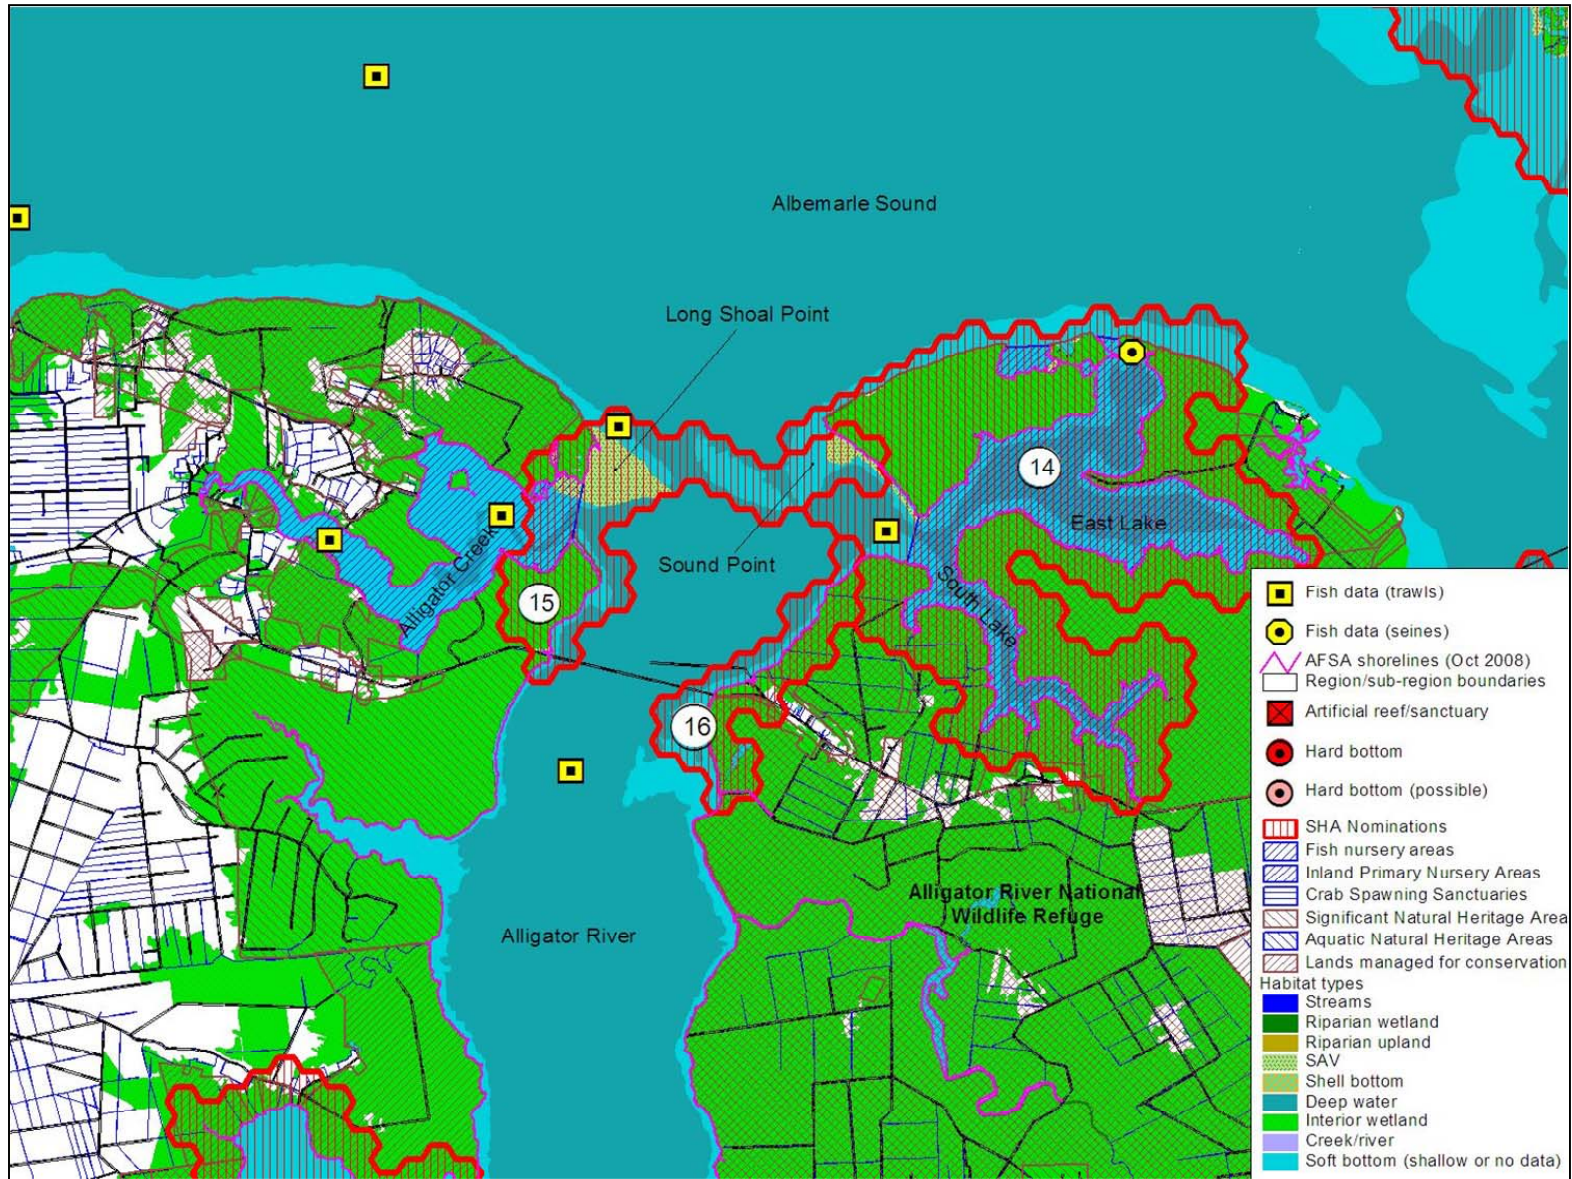 Albemarle Sound
Long Shoal Point
14
East Lake
Sound Point
Alligator Creek
South Lake
15
16
Alligator River National
Wildlife Refuge
Alligator River
Fish data (trawls)
Fish data (seines)
AFSA shorelines (Oct 2008)
Region/sub-region boundaries
Artificial reef/sanctuary
Hard bottom
Hard bottom (possible)
SHA Nominations
Fish nursery areas
Inland Primary Nursery Areas
Crab Spawning Sanctuaries
Significant Natural Heritage Area
Aquatic Natural Heritage Areas
Lands managed for conservation
Habitat types
Streams
Riparian wetland
Riparian upland
SAV
Shell bottom
Deep water
Interior wetland
Creek/river
Soft bottom (shallow or no data)